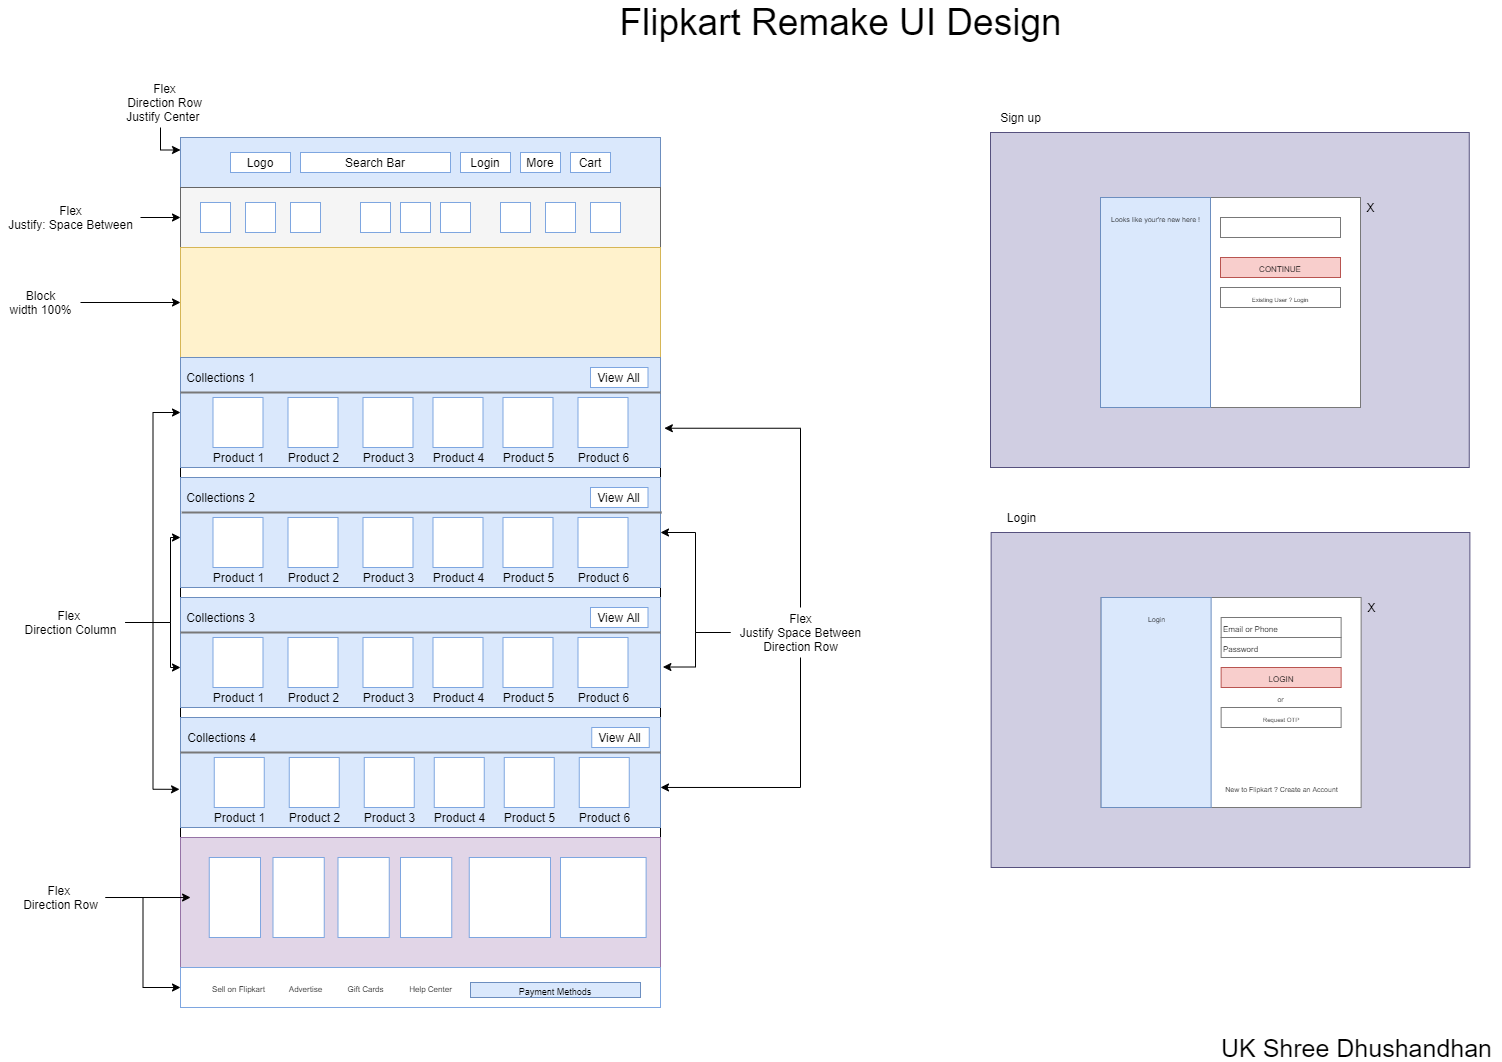 Flipkart Remake UI Design
Flex
Direction Row
Justify Center
Logo
Search Bar
Login
More
Cart
Flex
Justify: Space Between
Block
width 100%
Collections 1
View All
Product 1
Product 2
Product 3
Product 4
Product 5
Product 6
Collections 2
View All
Product 1
Product 2
Product 3
Product 4
Product 5
Product 6
Flex
Direction Column
Collections 3
View All
Product 1
Product 2
Product 3
Product 4
Product 5
Product 6
Flex
Justify Space Between
Direction Row
Collections 4
View All
Product 1
Product 2
Product 3
Product 4
Product 5
Product 6
Flex
Direction Row
Sell on Flipkart
Advertise
Gift Cards
Help Center
Payment Methods
Sign up
X
Looks like your're new here !
CONTINUE
Existing User ? Login
Login
X
Login
Email or Phone
Password
LOGIN
or
Request OTP
New to Flipkart ? Create an Account
UK Shree Dhushandhan